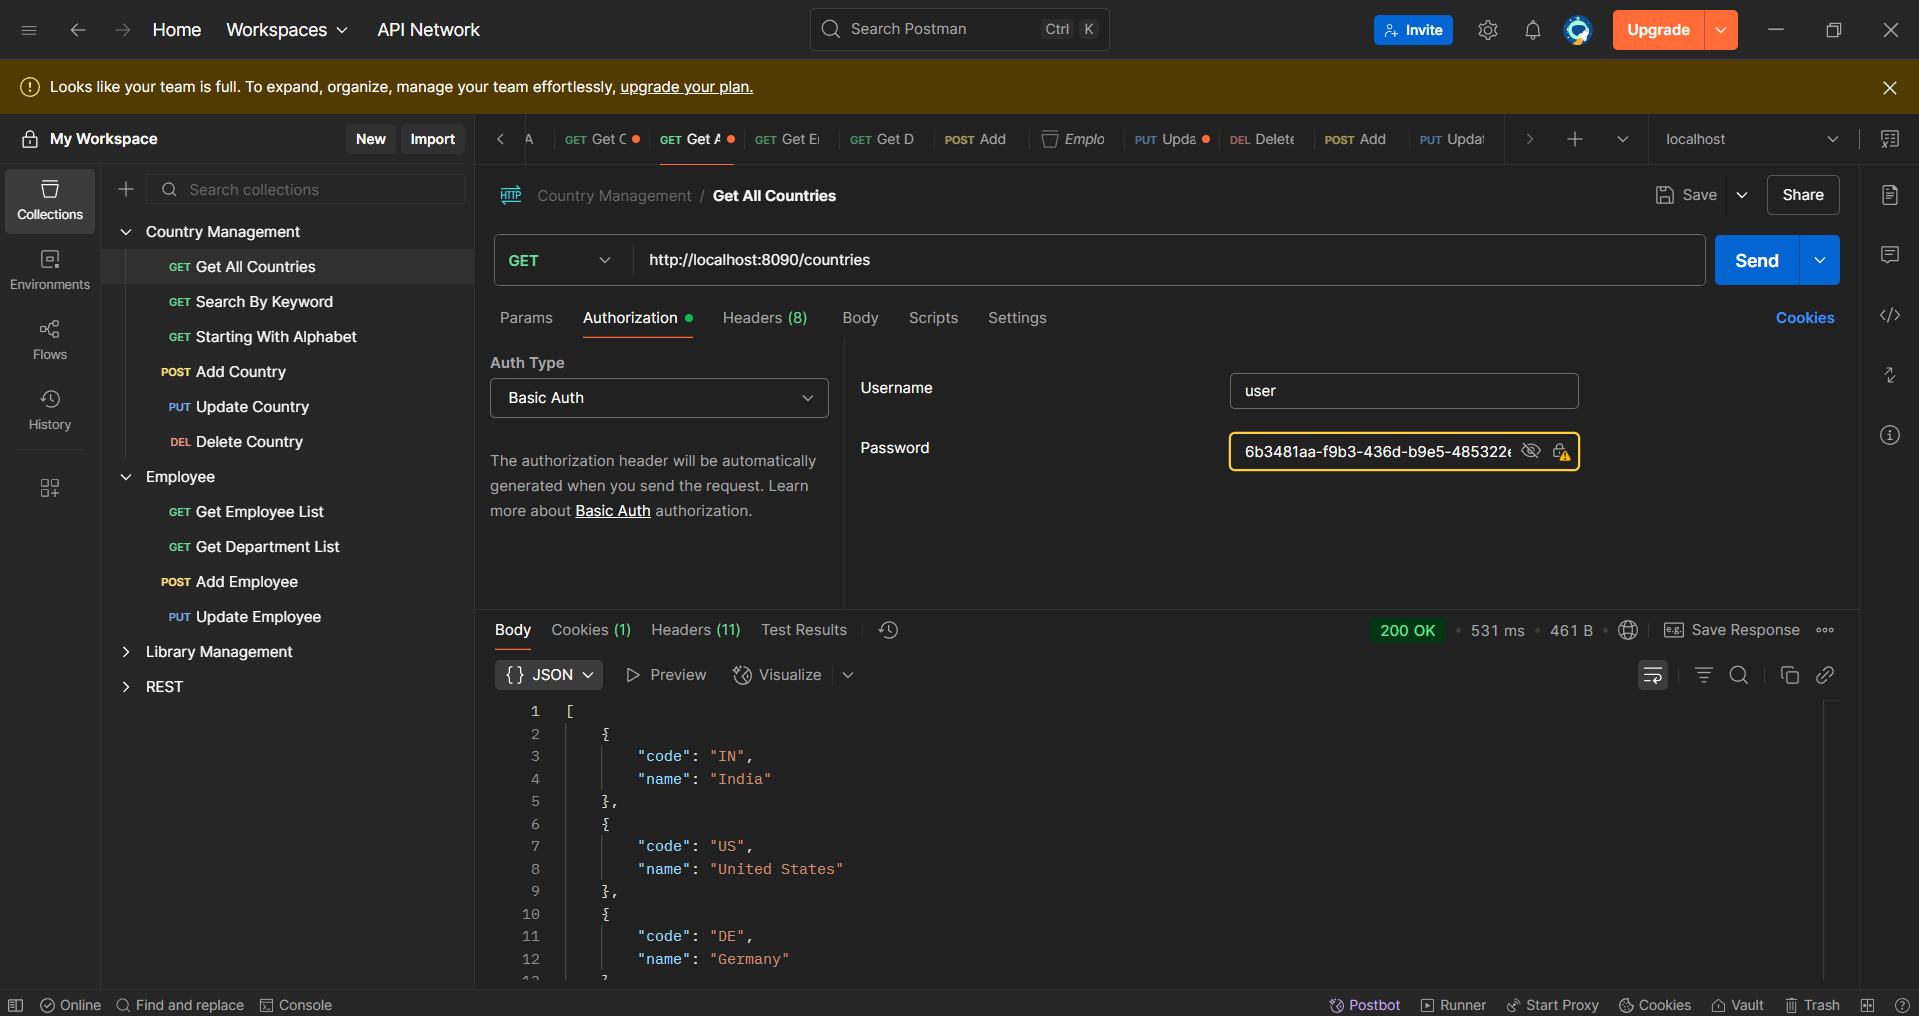 Home Workspaces API Network Search Postman Ctrl K Invite Upgrade
Looks like your team is full. To expand, organize, manage your team effortlessly, upgrade your plan.
My Workspace New Import
A GET Get C GET Get A GET Get E GET Get D POST Add Emplo PUT Upda DEL Delete POST Add PUT Updat localhost
Collections
Environments
Flows
History
Search collections
Country Management
GET Get All Countries
GET Search By Keyword
GET Starting With Alphabet
POST Add Country
PUT Update Country
DEL Delete Country
Employee
GET Get Employee List
GET Get Department List
POST Add Employee
PUT Update Employee
Library Management
REST
HTTP Country Management / Get All Countries Save Share
GET http://localhost:8090/countries Send
Params Authorization Headers (8) Body Scripts Settings Cookies
Auth Type
Basic Auth
The authorization header will be automatically
generated when you send the request. Learn
more about Basic Auth authorization.
Username user
Password 6b3481aa-f9b3-436d-b9e5-485322e
Body Cookies (1) Headers (11) Test Results 200 OK 531 ms 461 B e.g. Save Response
{} JSON Preview Visualize
1 [
2 {
3 "code": "IN",
4 "name": "India"
5 },
6 {
7 "code": "US",
8 "name": "United States"
9 },
10 {
11 "code": "DE",
12 "name": "Germany"
13 }
Online Find and replace Console Postbot Runner Start Proxy Cookies Vault Trash